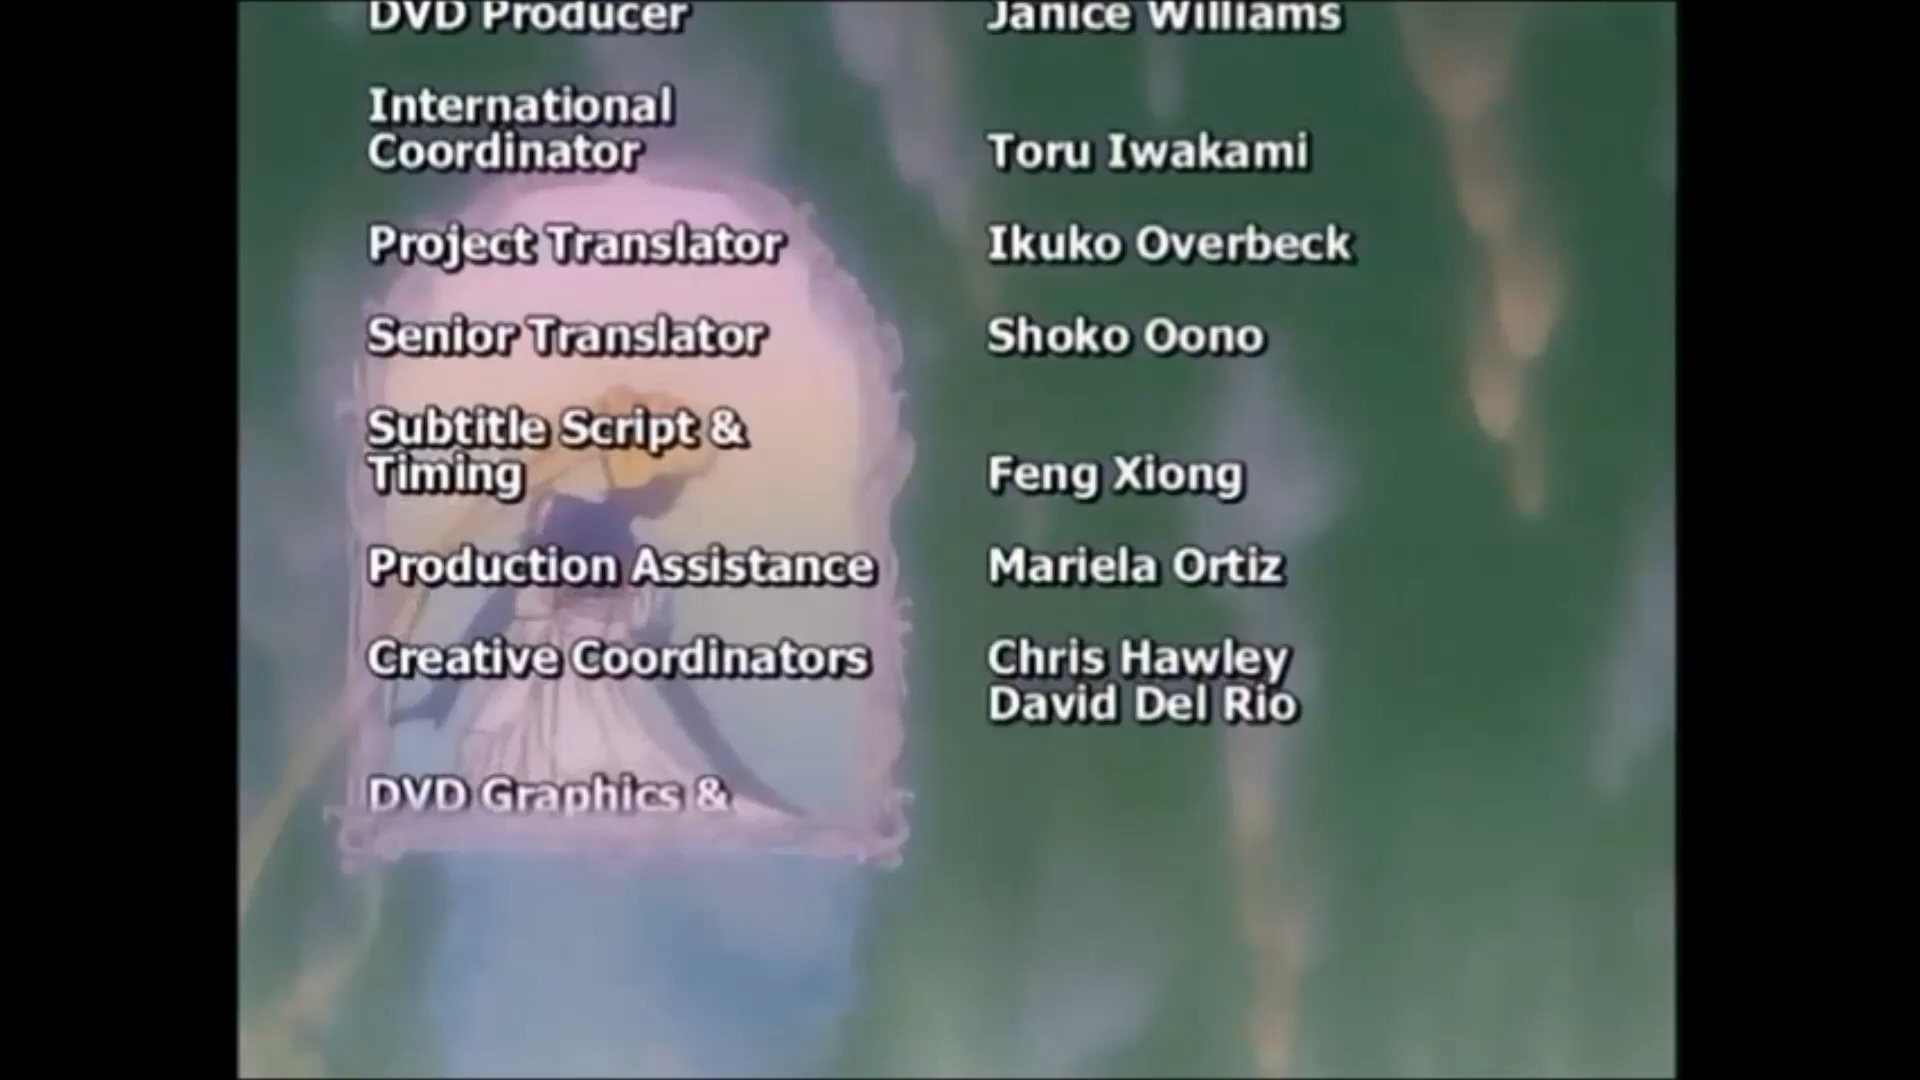 DVD Producer Janice Williams
International
Coordinator Toru Iwakami
Project Translator Ikuko Overbeck
Senior Translator Shoko Oono
Subtitle Script &
Timing Feng Xiong
Production Assistance Mariela Ortiz
Creative Coordinators Chris Hawley
David Del Rio
DVD Graphics &